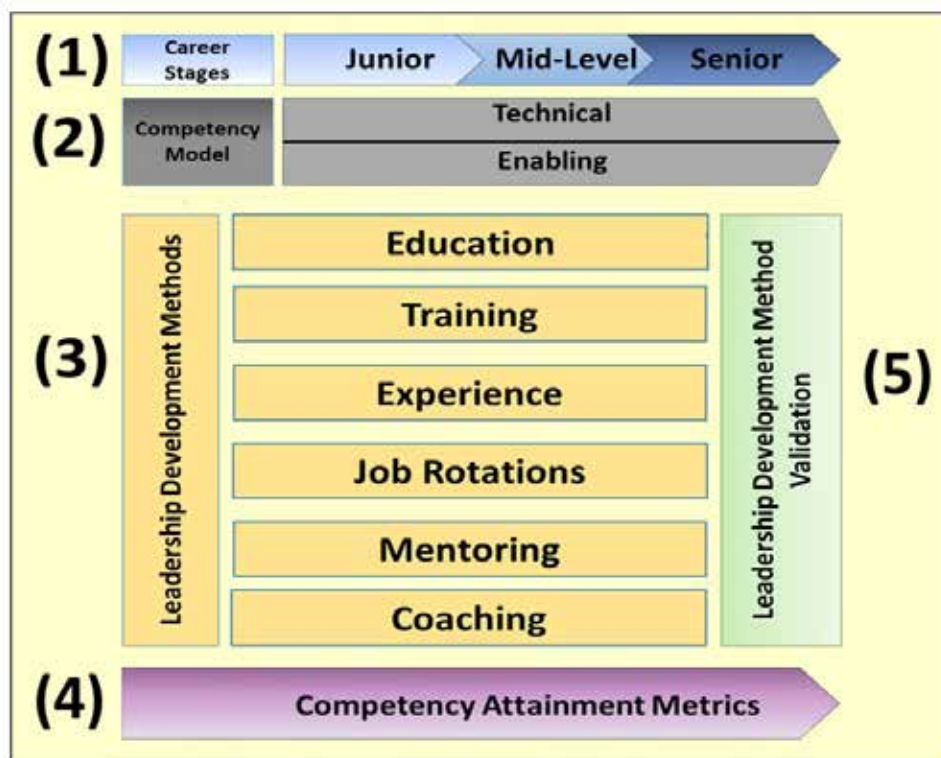 (1)
Career
Stages
Junior
Mid-Level
Senior
(2)
Competency
Model
Technical
Enabling
(3)
Leadership Development Methods
Education
Training
Experience
Job Rotations
Mentoring
Coaching
Leadership Development Method
Validation
(5)
(4)
Competency Attainment Metrics